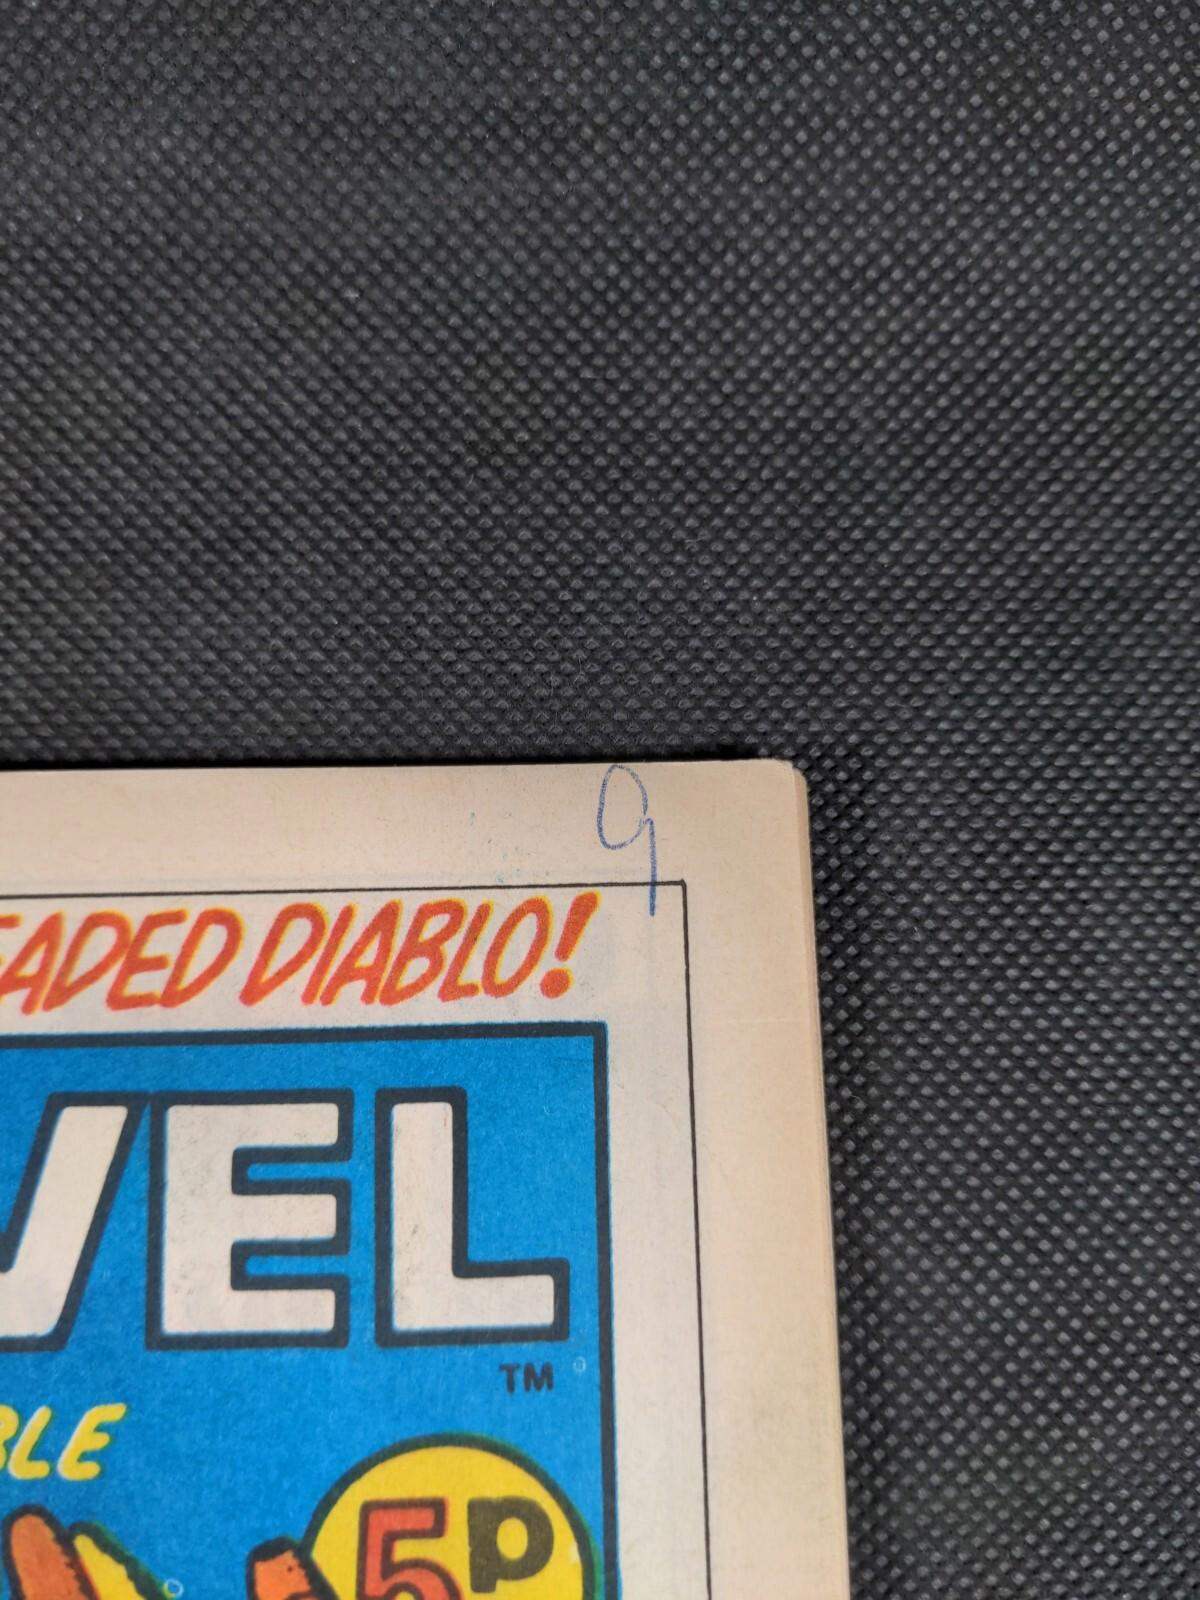 9
EADED DIABLO!
VEL
TM
BLE
5p